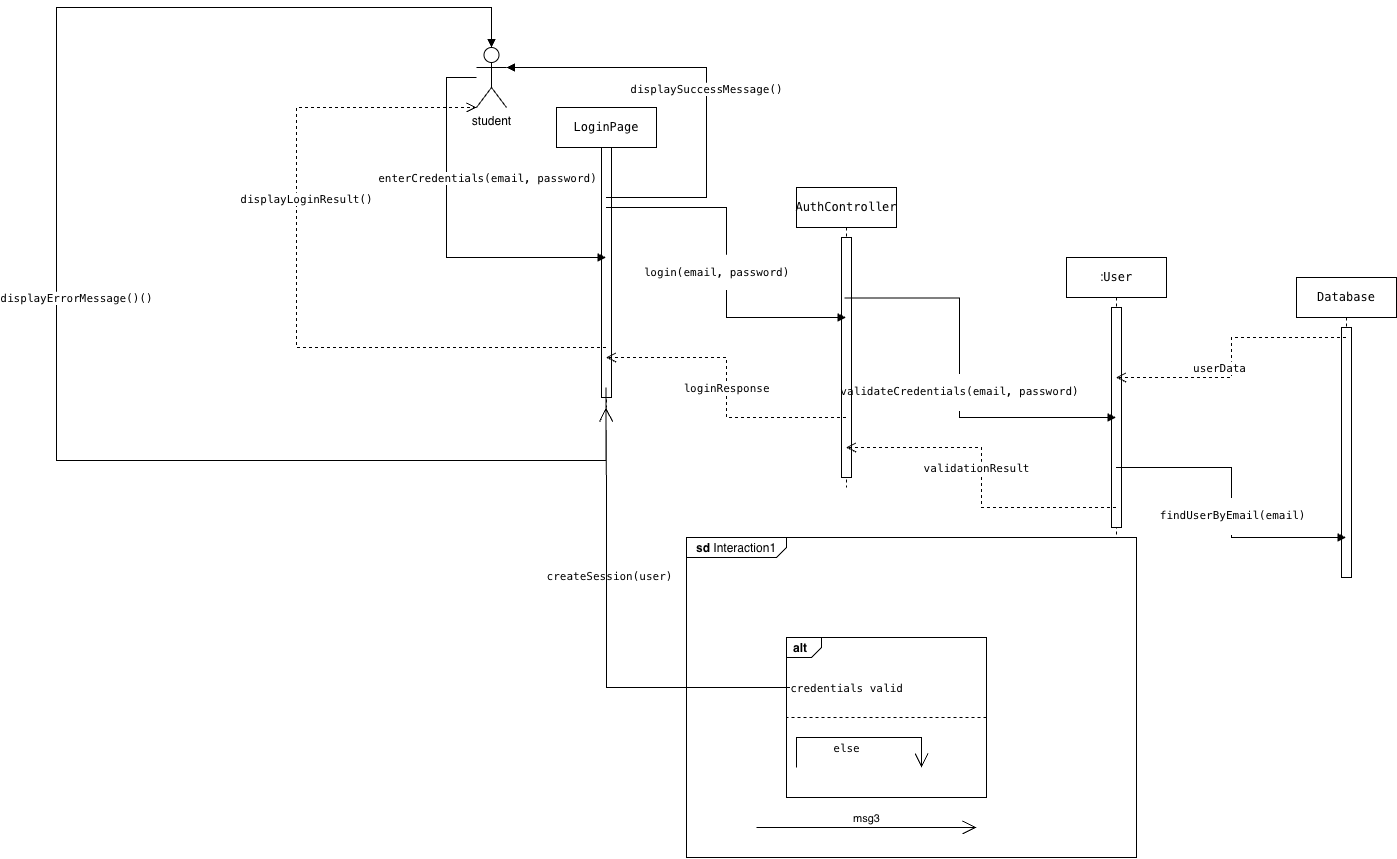 displaySuccessMessage()
student
LoginPage
enterCredentials(email, password)
displayLoginResult()
AuthController
login(email, password)
:User
displayErrorMessage()()
Database
userData
loginResponse
validateCredentials(email, password)
validationResult
findUserByEmail(email)
sd Interaction1
createSession(user)
alt
credentials valid
else
msg3